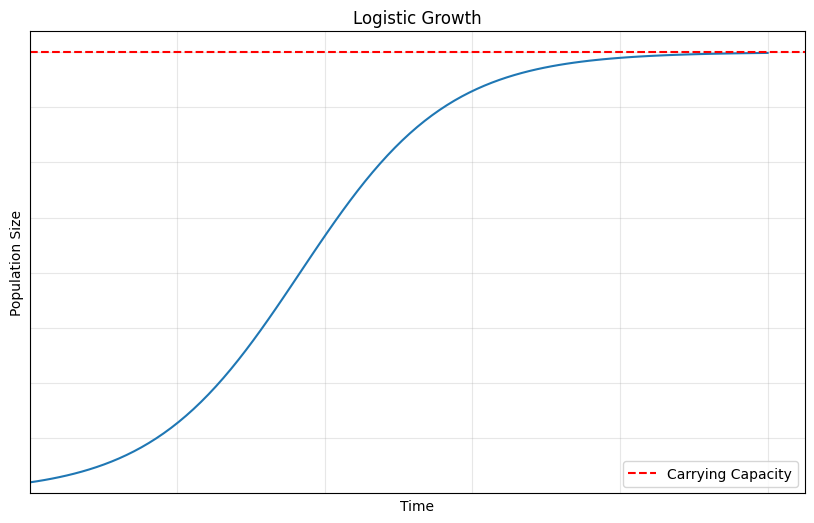 Logistic Growth
Population Size
Carrying Capacity
Time